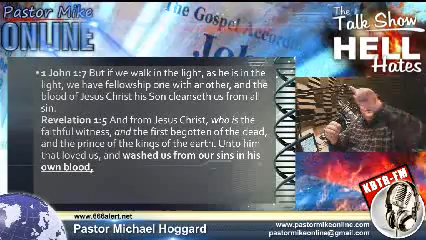 Pastor Mike
ONLINE
The Gospel Accord
John
The
Talk Show
HELL
Hates
• 1 John 1:7 But if we walk in the light, as he is in the
light, we have fellowship one with another, and the
blood of Jesus Christ his Son cleanseth us from all
sin.
Revelation 1:5 And from Jesus Christ, who is the
faithful witness, and the first begotten of the dead,
and the prince of the kings of the earth. Unto him
that loved us, and washed us from our sins in his
own blood,
KBTB-FM
www.666alert.net
Pastor Michael Hoggard
www.pastormikeonline.com
pastormikeonline@gmail.com